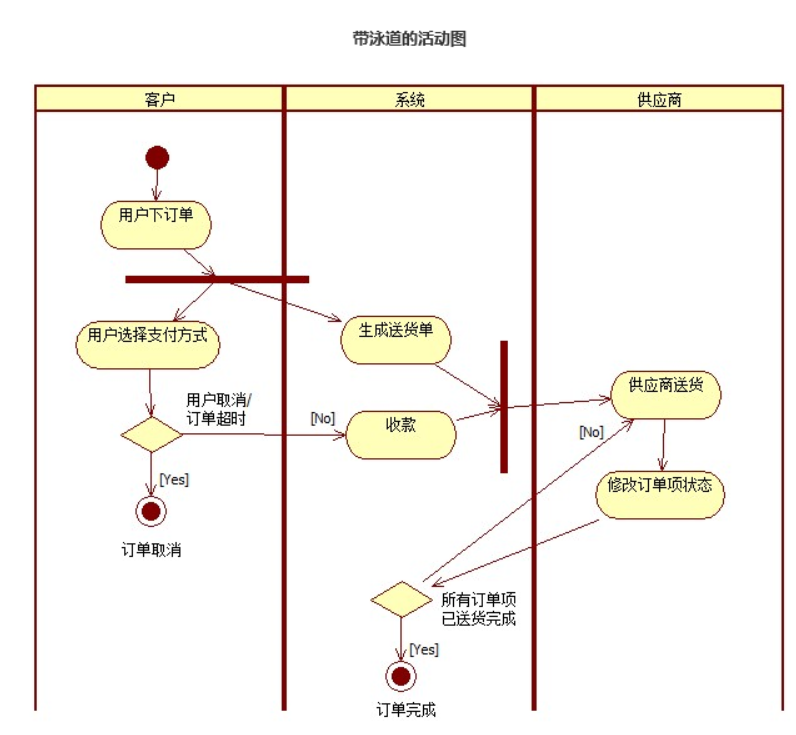 带泳道的活动图
客户
系统
供应商
用户下订单
用户选择支付方式
生成送货单
供应商送货
用户取消/
订单超时
[No]
收款
[No]
[Yes]
修改订单项状态
订单取消
所有订单项
已送货完成
[Yes]
订单完成